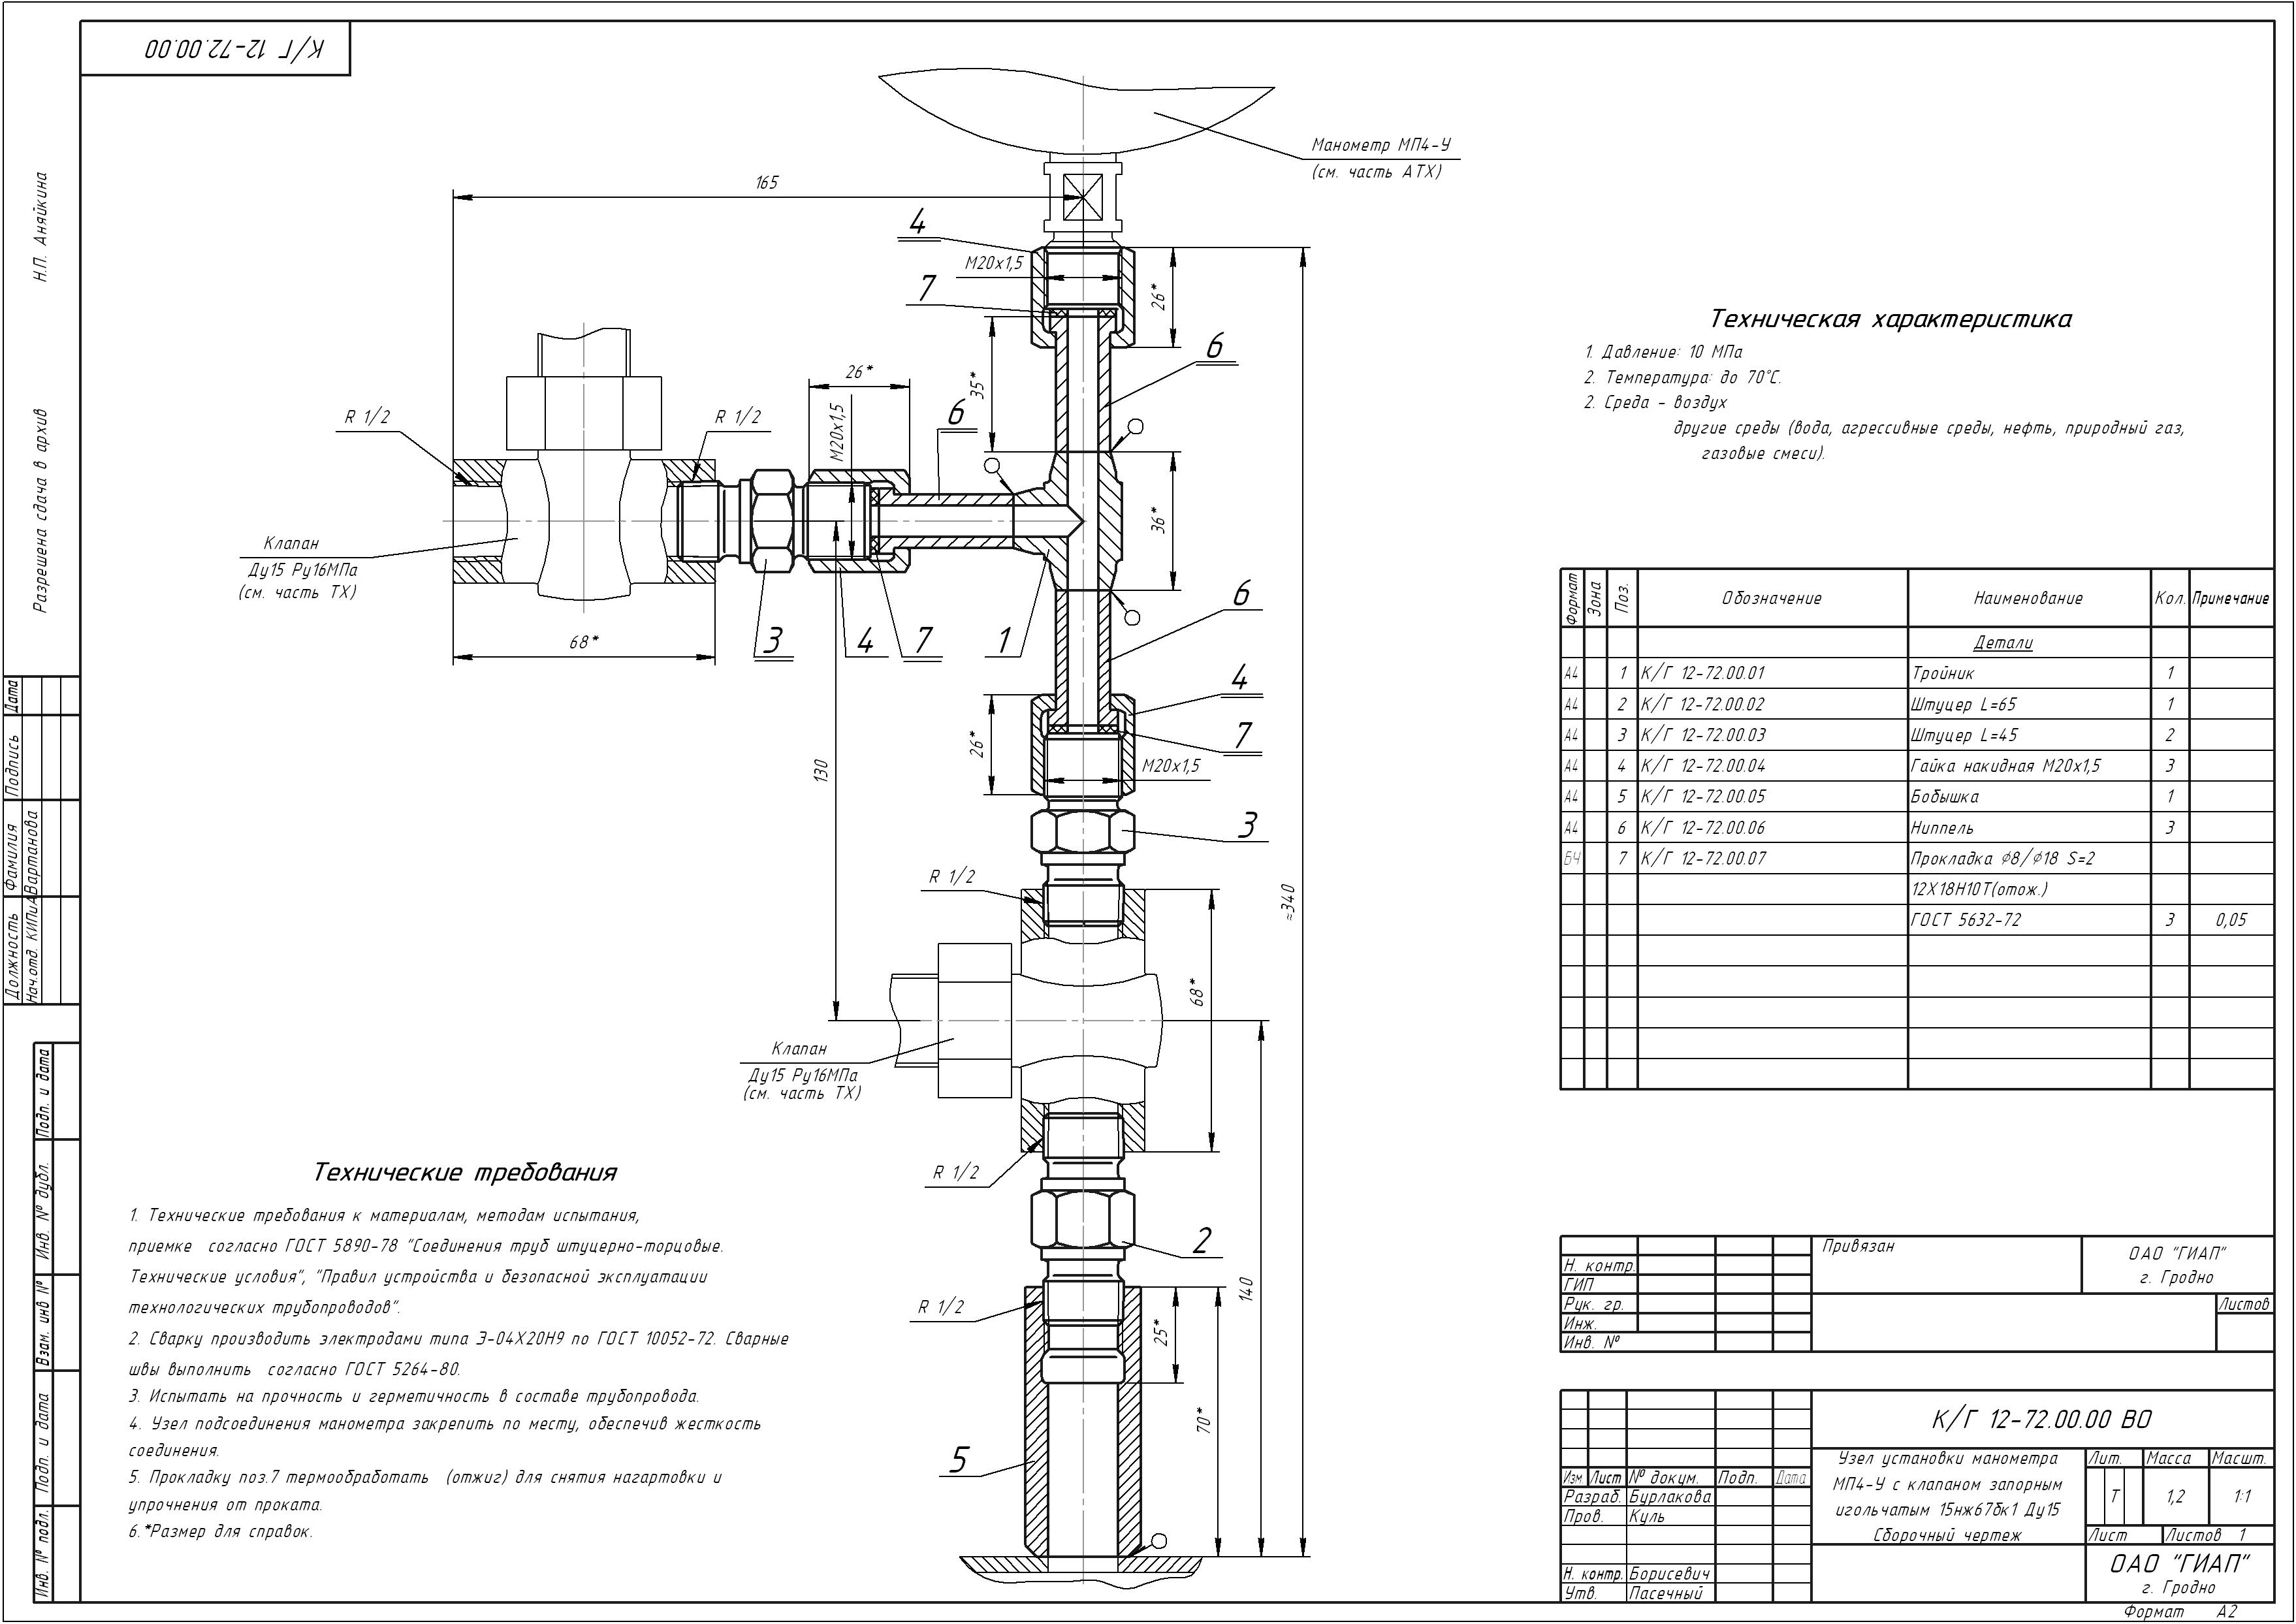 К/Г 12-72.00.00
Н.П. Аняйкина
Разрешена сдача в архив
Дата
Подпись
Фамилия
Вартанова
Должность
Нач.отд. КИПиА
Подп. и дата
Инв. № дубл.
Взам. инв №
Подп. и дата
Инв. № подл.
Манометр МП4-У
(см. часть АТХ)
165
4
М20х1,5
7
26*
35*
6
26*
R 1/2
R 1/2
М20х1,5
6
36*
Клапан
Ду15 Ру16МПа
(см. часть ТХ)
68*
3
4
7
1
6
4
26*
7
М20х1,5
130
3
R 1/2
≈340
68*
Клапан
Ду15 Ру16МПа
(см. часть ТХ)
R 1/2
2
R 1/2
25*
140
70*
5
Техническая характеристика
1. Давление: 10 МПа
2. Температура: до 70°С.
2. Среда - воздух
другие среды (вода, агрессивные среды, нефть, природный газ,
газовые смеси).
Формат Зона Поз. Обозначение Наименование Кол. Примечание
Детали
А4 1 К/Г 12-72.00.01 Тройник 1
А4 2 К/Г 12-72.00.02 Штуцер L=65 1
А4 3 К/Г 12-72.00.03 Штуцер L=45 2
А4 4 К/Г 12-72.00.04 Гайка накидная М20х1,5 3
А4 5 К/Г 12-72.00.05 Бобышка 1
А4 6 К/Г 12-72.00.06 Ниппель 3
БЧ 7 К/Г 12-72.00.07 Прокладка ϕ8/ϕ18 S=2
12Х18Н10Т(отож.)
ГОСТ 5632-72 3 0,05
Технические требования
1. Технические требования к материалам, методам испытания,
приемке согласно ГОСТ 5890-78 "Соединения труб штуцерно-торцовые.
Технические условия", "Правил устройства и безопасной эксплуатации
технологических трубопроводов".
2. Сварку производить электродами типа Э-04Х20Н9 по ГОСТ 10052-72. Сварные
швы выполнить согласно ГОСТ 5264-80.
3. Испытать на прочность и герметичность в составе трубопровода.
4. Узел подсоединения манометра закрепить по месту, обеспечив жесткость
соединения.
5. Прокладку поз.7 термообработать (отжиг) для снятия нагартовки и
упрочнения от проката.
6.*Размер для справок.
Привязан
ОАО "ГИАП"
г. Гродно
Н. контр.
ГИП
Рук. гр.
Листов
Инж.
Инв. №
К/Г 12-72.00.00 ВО
Узел установки манометра
МП4-У с клапаном запорным
игольчатым 15нж67бк1 Ду15
Сборочный чертеж
Лит. Масса Масшт.
Т 1,2 1:1
Лист Листов 1
Изм Лист № докум. Подп. Дата
Разраб. Бурлакова
Пров. Куль
Н. контр. Борисевич
Утв. Пасечный
ОАО "ГИАП"
г. Гродно
Формат А2